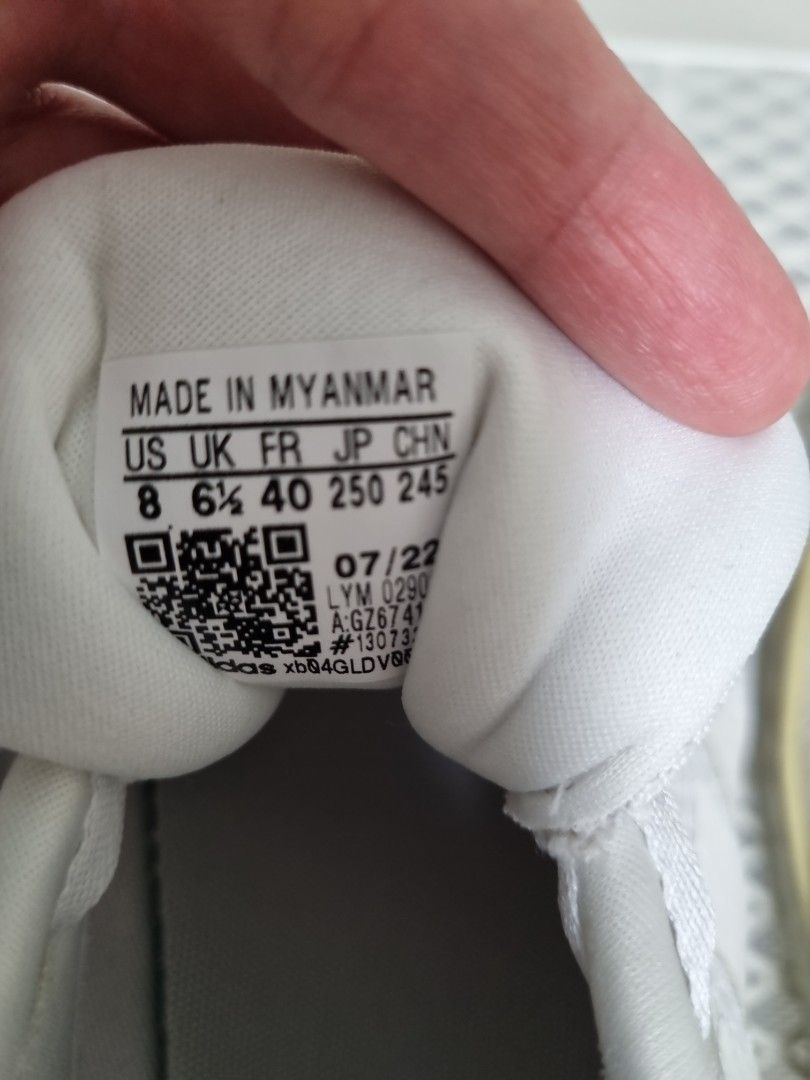 MADE IN MYANMAR
US UK FR JP CHN
8 6½ 40 250 245
07/22
LYM 0290
A:GZ6741
#13073
adidas xb04GLDV0